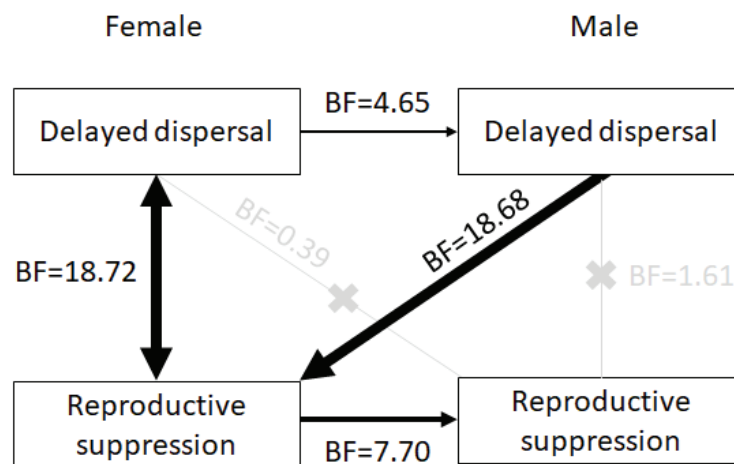 Female
Male
BF=4.65
Delayed dispersal
Delayed dispersal
BF=0.39
BF=18.68
BF=18.72
BF=1.61
Reproductive
suppression
Reproductive
suppression
BF=7.70